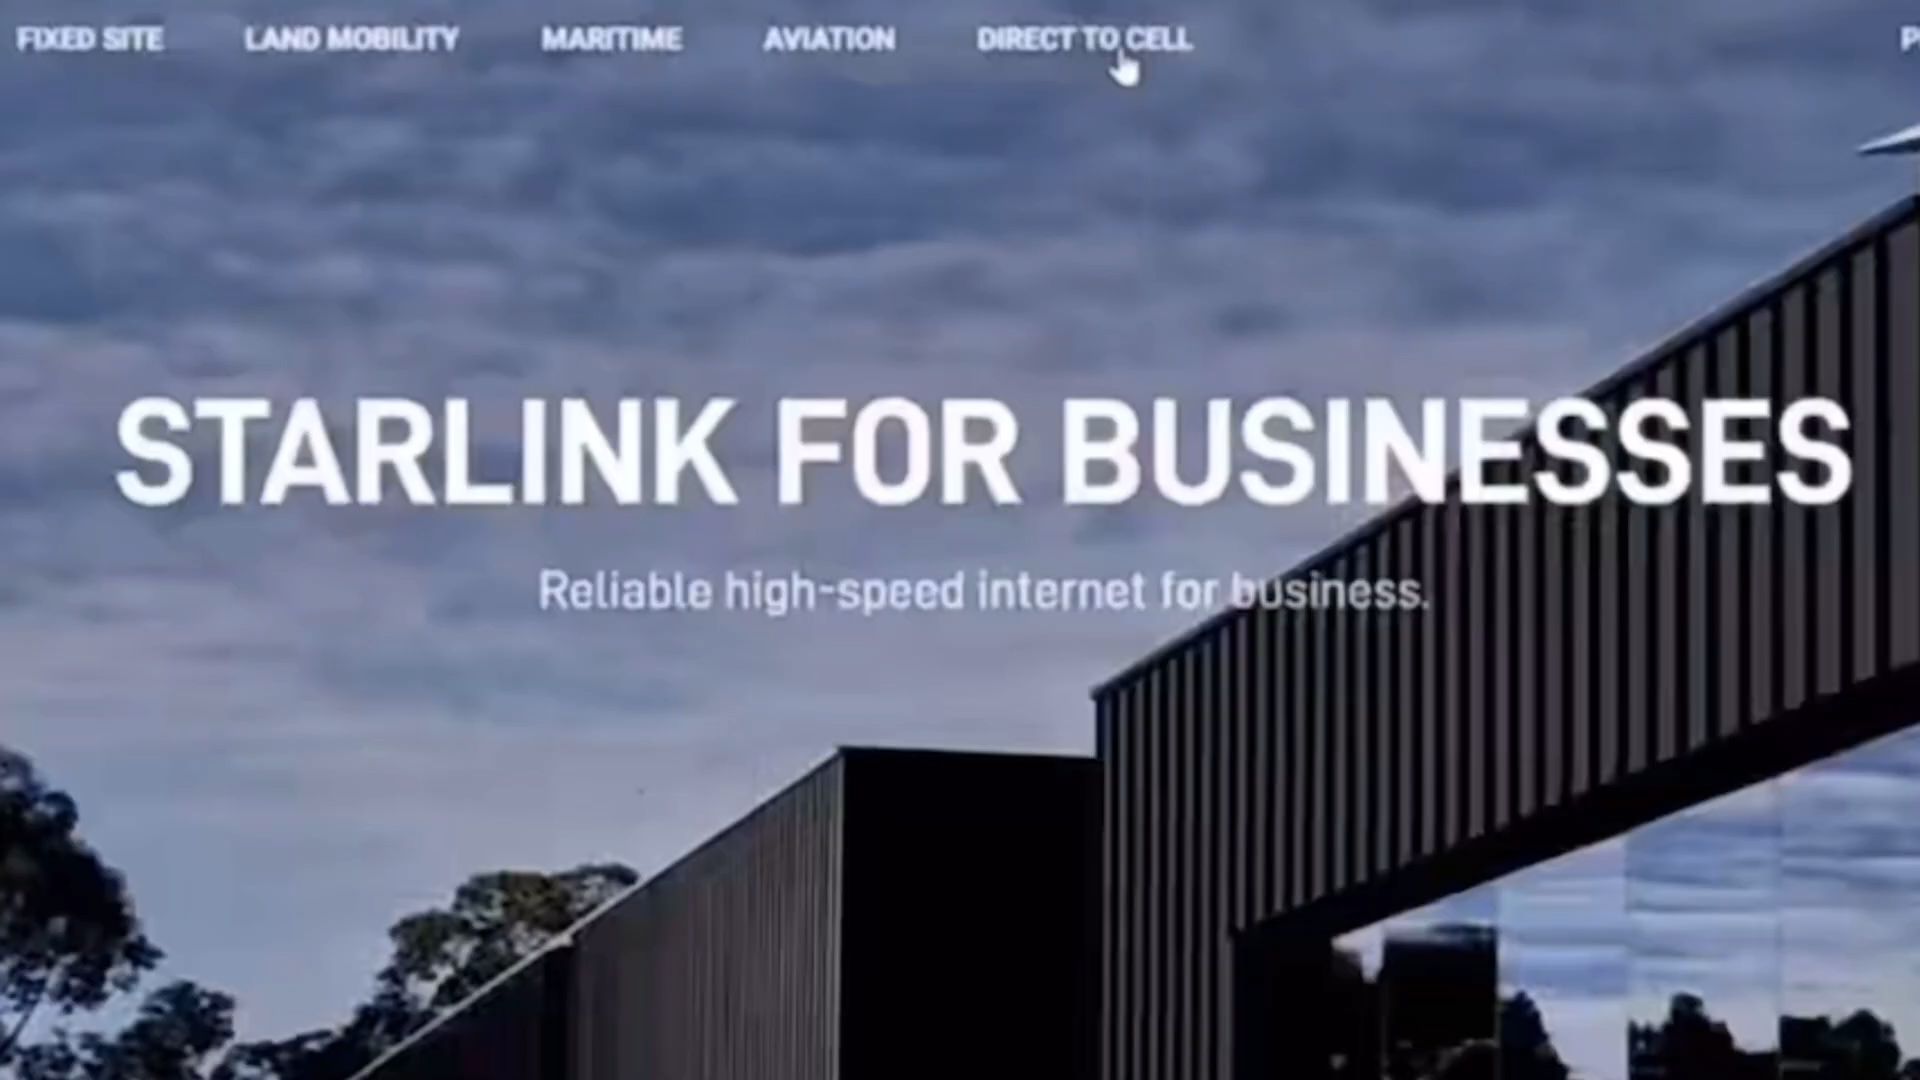 FIXED SITE LAND MOBILITY MARITIME AVIATION DIRECT TO CELL
STARLINK FOR BUSINESSES
Reliable high-speed internet for business.